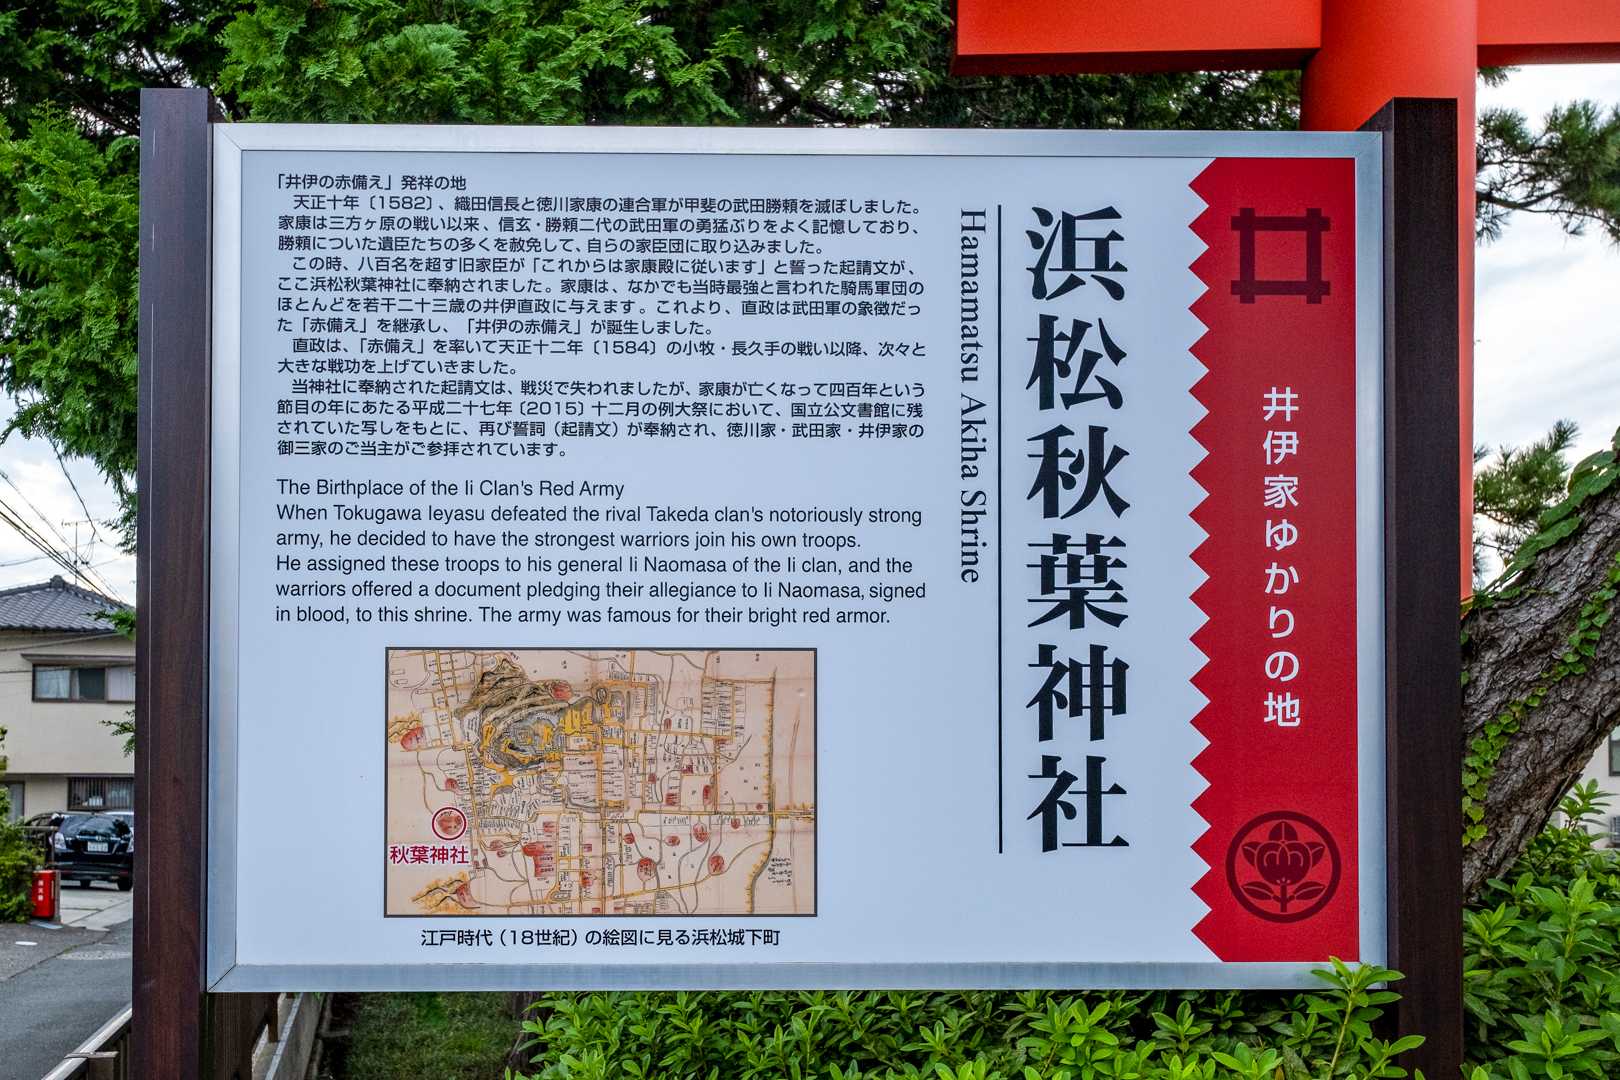 井伊家ゆかりの地
浜松秋葉神社
Hamamatsu Akiha Shrine
「井伊の赤備え」発祥の地
天正十年〔1582〕、織田信長と徳川家康の連合軍が甲斐の武田勝頼を滅ぼしました。
家康は三方ヶ原の戦い以来、信玄・勝頼二代の武田軍の勇猛ぶりをよく記憶しており、
勝頼についた遺臣たちの多くを赦免して、自らの家臣団に取り込みました。
この時、八百名を超す旧家臣が「これからは家康殿に従います」と誓った起請文が、
ここ浜松秋葉神社に奉納されました。家康は、なかでも当時最強と言われた騎馬軍団の
ほとんどを若干二十三歳の井伊直政に与えます。これより、直政は武田軍の象徴だっ
た「赤備え」を継承し、「井伊の赤備え」が誕生しました。
直政は、「赤備え」を率いて天正十二年〔1584〕の小牧・長久手の戦い以降、次々と
大きな戦功を上げていきました。
当神社に奉納された起請文は、戦災で失われましたが、家康が亡くなって四百年という
節目の年にあたる平成二十七年〔2015〕十二月の例大祭において、国立公文書館に残
されていた写しをもとに、再び誓詞（起請文）が奉納され、徳川家・武田家・井伊家の
御三家のご当主がご参拝されています。
The Birthplace of the Ii Clan's Red Army
When Tokugawa Ieyasu defeated the rival Takeda clan's notoriously strong
army, he decided to have the strongest warriors join his own troops.
He assigned these troops to his general Ii Naomasa of the Ii clan, and the
warriors offered a document pledging their allegiance to Ii Naomasa, signed
in blood, to this shrine. The army was famous for their bright red armor.
秋葉神社
江戸時代（18世紀）の絵図に見る浜松城下町